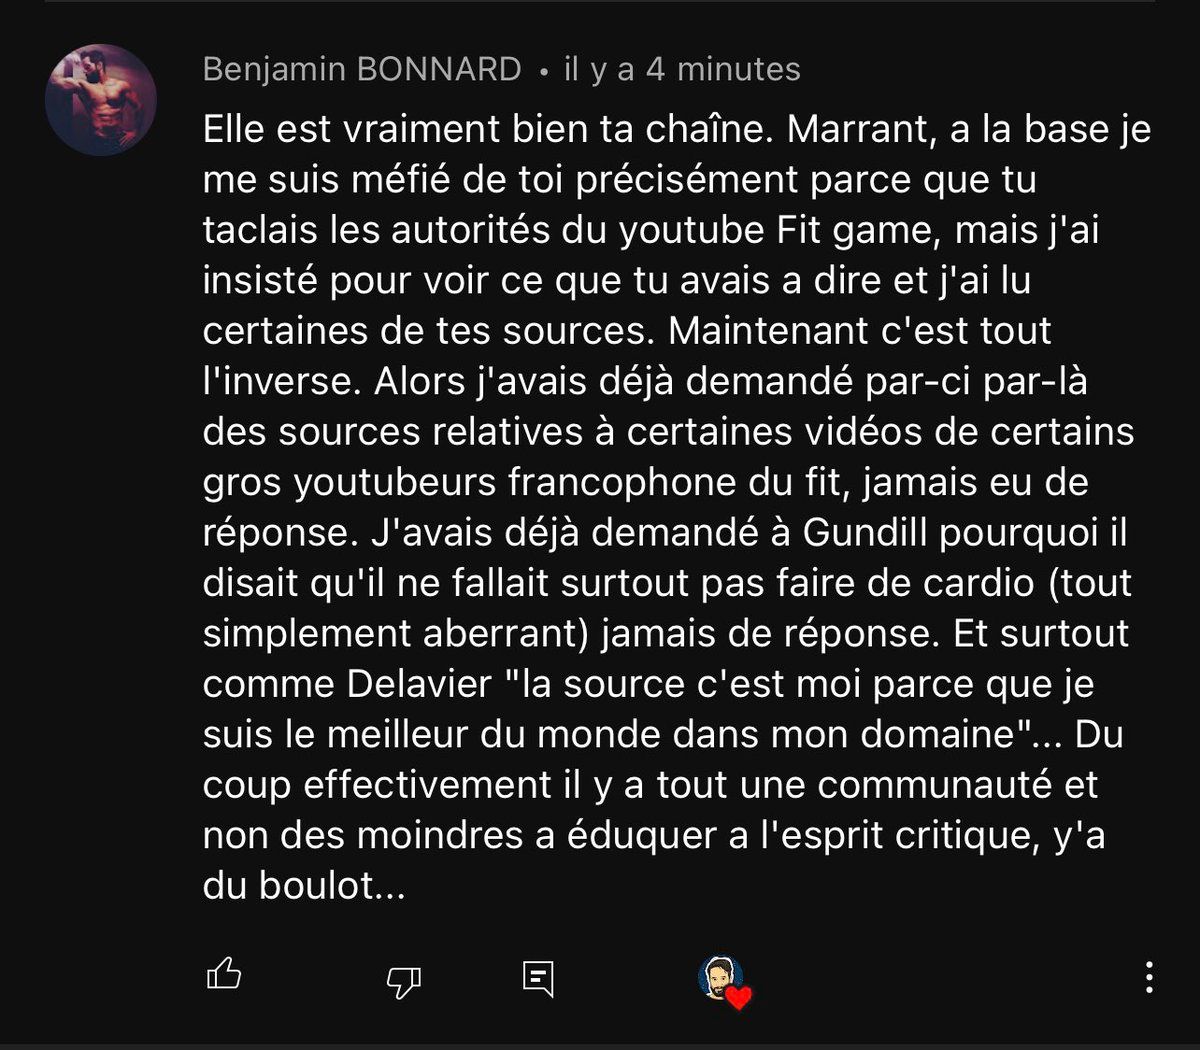 Benjamin BONNARD • il y a 4 minutes
Elle est vraiment bien ta chaîne. Marrant, a la base je
me suis méfié de toi précisément parce que tu
taclais les autorités du youtube Fit game, mais j'ai
insisté pour voir ce que tu avais a dire et j'ai lu
certaines de tes sources. Maintenant c'est tout
l'inverse. Alors j'avais déjà demandé par-ci par-là
des sources relatives à certaines vidéos de certains
gros youtubeurs francophone du fit, jamais eu de
réponse. J'avais déjà demandé à Gundill pourquoi il
disait qu'il ne fallait surtout pas faire de cardio (tout
simplement aberrant) jamais de réponse. Et surtout
comme Delavier "la source c'est moi parce que je
suis le meilleur du monde dans mon domaine"... Du
coup effectivement il y a tout une communauté et
non des moindres a éduquer a l'esprit critique, y'a
du boulot...